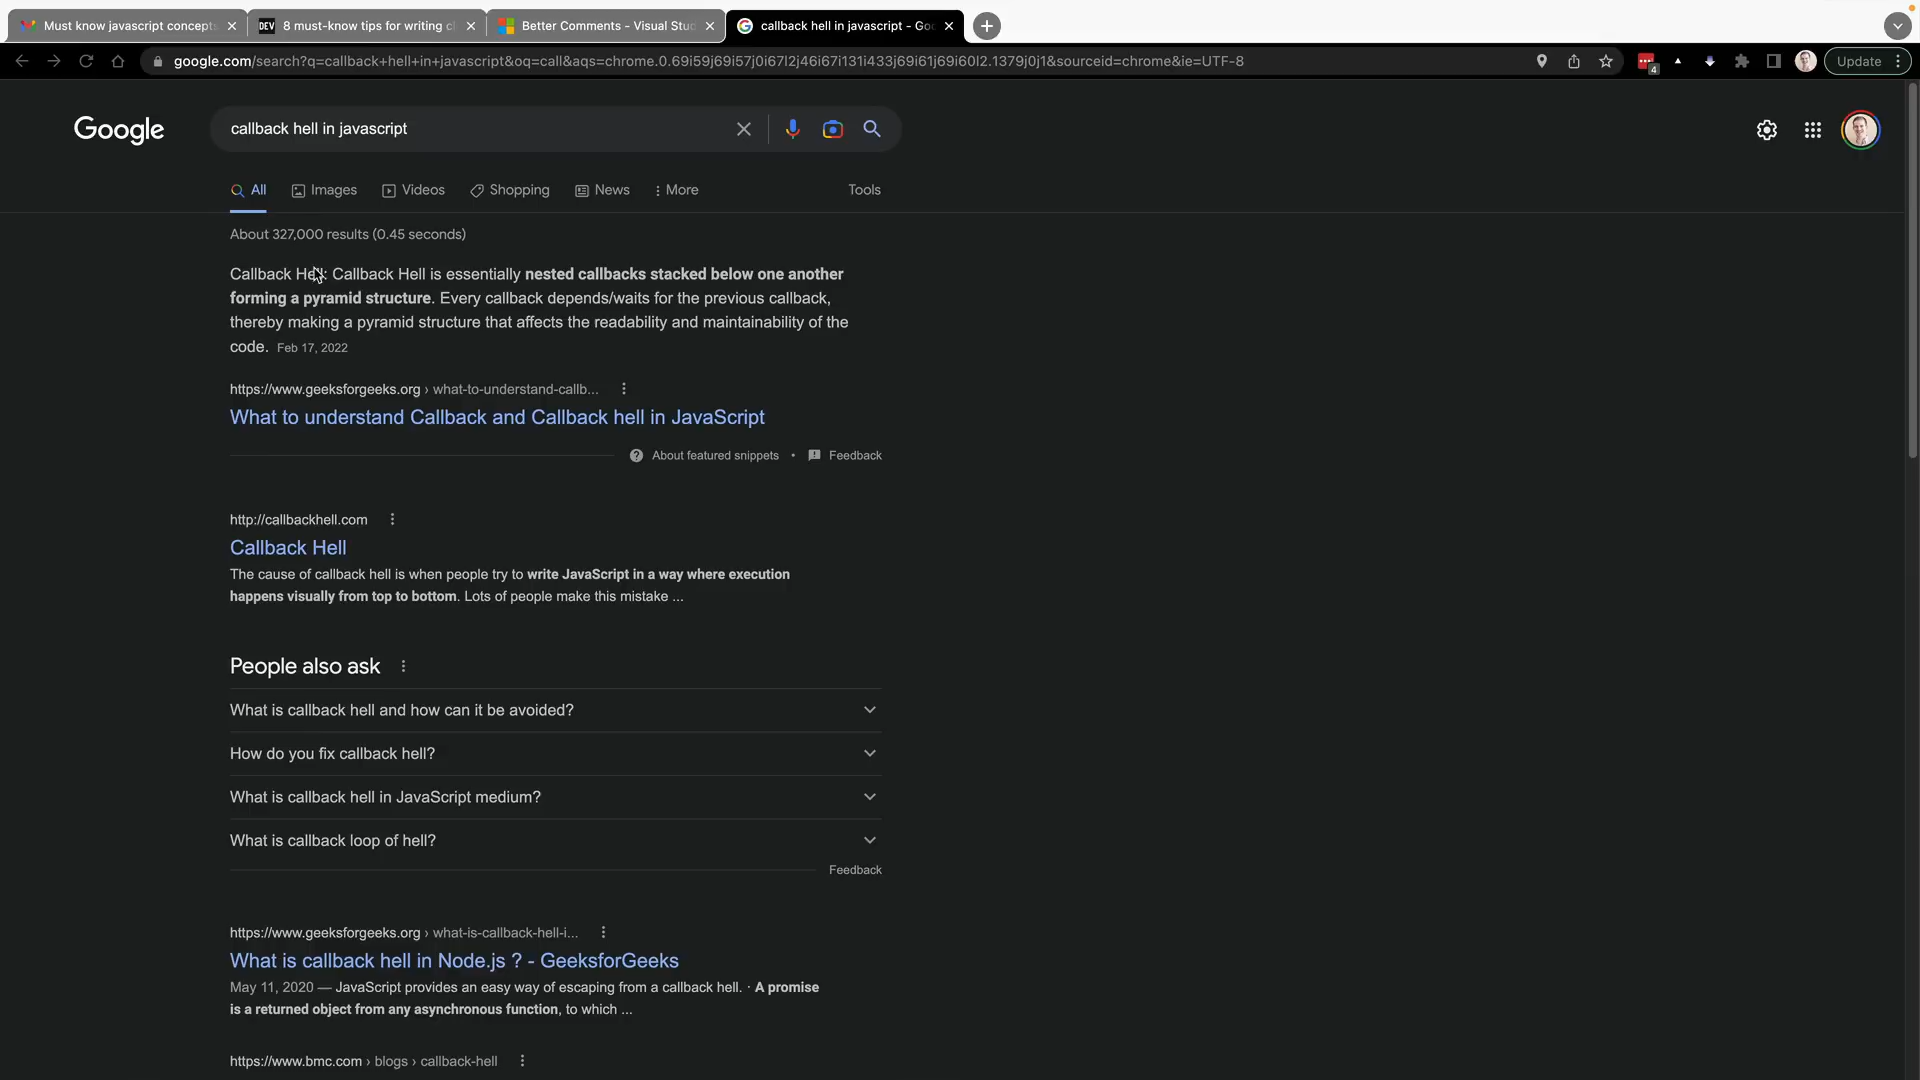 Must know javascript concepts
DEV 8 must-know tips for writing cl
Better Comments - Visual Stud
callback hell in javascript - Goo
google.com/search?q=callback+hell+in+javascript&oq=call&aqs=chrome.0.69i59j69i57j0i67l2j46i67i131i433j69i61j69i60l2.1379j0j1&sourceid=chrome&ie=UTF-8
4
Update
Google
callback hell in javascript
All
Images
Videos
Shopping
News
More
Tools
About 327,000 results (0.45 seconds)
Callback Hell: Callback Hell is essentially nested callbacks stacked below one another
forming a pyramid structure. Every callback depends/waits for the previous callback,
thereby making a pyramid structure that affects the readability and maintainability of the
code. Feb 17, 2022
https://www.geeksforgeeks.org › what-to-understand-callb...
What to understand Callback and Callback hell in JavaScript
About featured snippets • Feedback
http://callbackhell.com
Callback Hell
The cause of callback hell is when people try to write JavaScript in a way where execution
happens visually from top to bottom. Lots of people make this mistake ...
People also ask
What is callback hell and how can it be avoided?
How do you fix callback hell?
What is callback hell in JavaScript medium?
What is callback loop of hell?
Feedback
https://www.geeksforgeeks.org › what-is-callback-hell-i...
What is callback hell in Node.js ? - GeeksforGeeks
May 11, 2020 — JavaScript provides an easy way of escaping from a callback hell. · A promise
is a returned object from any asynchronous function, to which ...
https://www.bmc.com › blogs › callback-hell